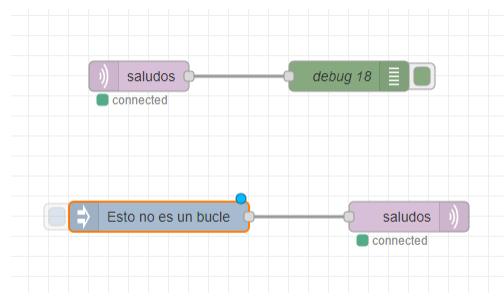 saludos
debug 18
connected
Esto no es un bucle
saludos
connected